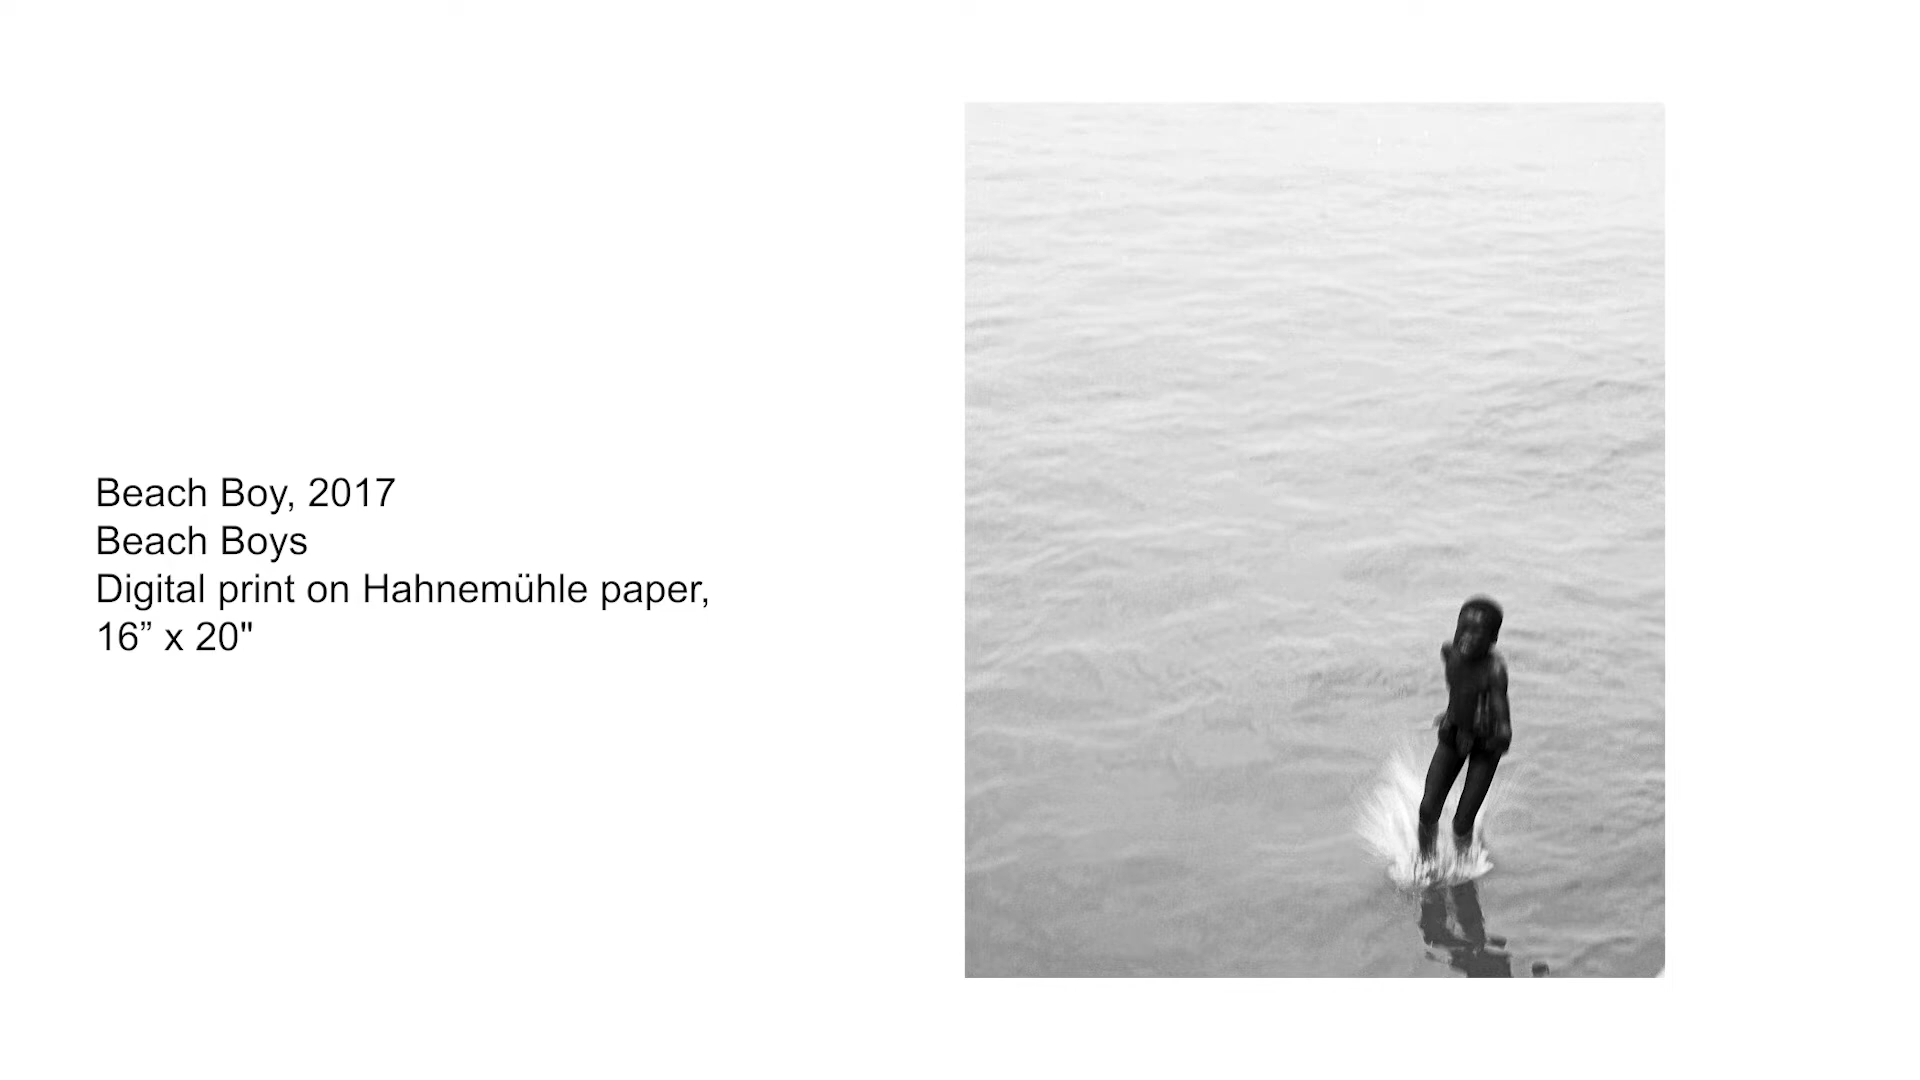 Beach Boy, 2017
Beach Boys
Digital print on Hahnemühle paper,
16” x 20"